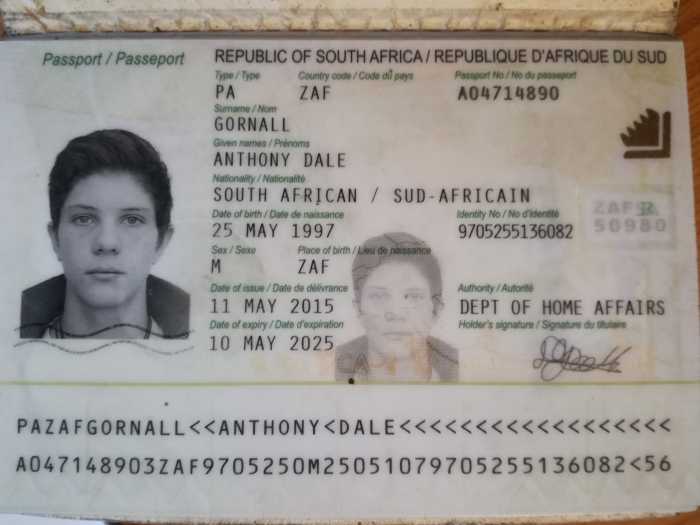 Passport / Passeport
REPUBLIC OF SOUTH AFRICA / REPUBLIQUE D'AFRIQUE DU SUD
Type / Type Country code / Code du pays Passport No / No du passeport
PA ZAF A04714890
Surname / Nom
GORNALL
Given names / Prénoms
ANTHONY DALE
Nationality / Nationalité
SOUTH AFRICAN / SUD-AFRICAIN
Date of birth / Date de naissance Identity No / No d'identité
25 MAY 1997 9705255136082
ZAF
50980
Sex / Sexe Place of birth / Lieu de naissance
M ZAF
Date of issue / Date de délivrance Authority / Autorité
11 MAY 2015 DEPT OF HOME AFFAIRS
Date of expiry / Date d'expiration Holder's signature / Signature du titulaire
10 MAY 2025
PAZAFGORNALL<<ANTHONY<DALE<<<<<<<<<<<<<<<<<<
A047148903ZAF9705250M25051079705255136082<56